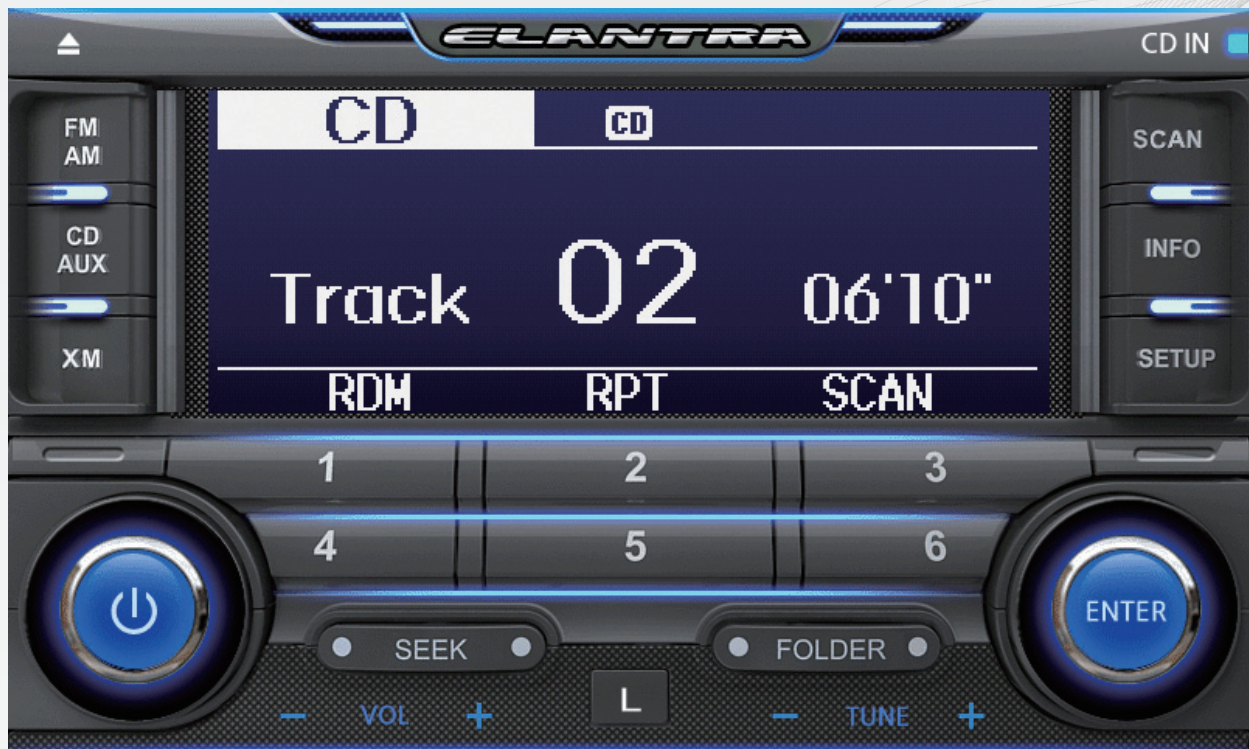 ELANTRA
CD IN
FM
AM
CD
AUX
XM
CD CD
Track 02 06'10"
RDM RPT SCAN
SCAN
INFO
SETUP
1 2 3
4 5 6
ENTER
SEEK FOLDER
L
− VOL + − TUNE +